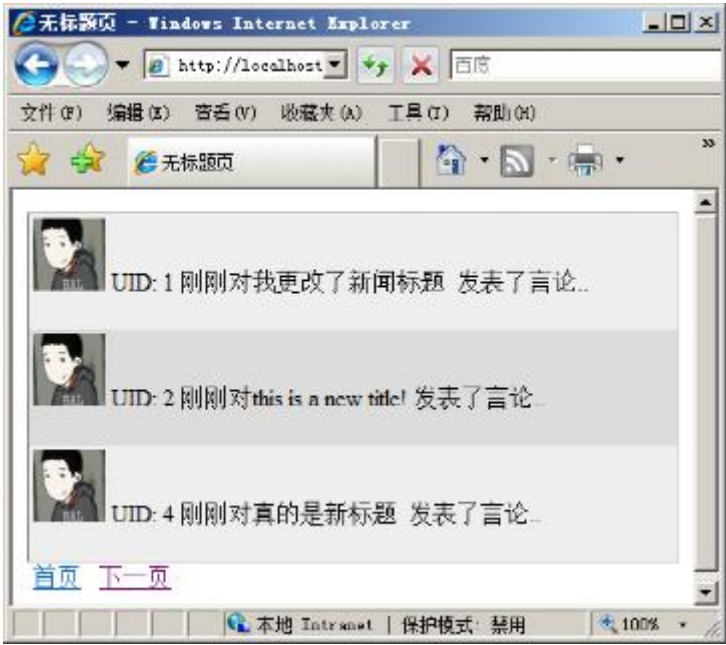 无标题页 - Windows Internet Explorer
http://localhost 百度
文件(F) 编辑(E) 查看(V) 收藏夹(A) 工具(T) 帮助(H)
无标题页
UID: 1 刚刚对我更改了新闻标题 发表了言论...
UID: 2 刚刚对this is a new title! 发表了言论...
UID: 4 刚刚对真的是新标题 发表了言论...
首页 下一页
本地 Intranet | 保护模式: 禁用 100%